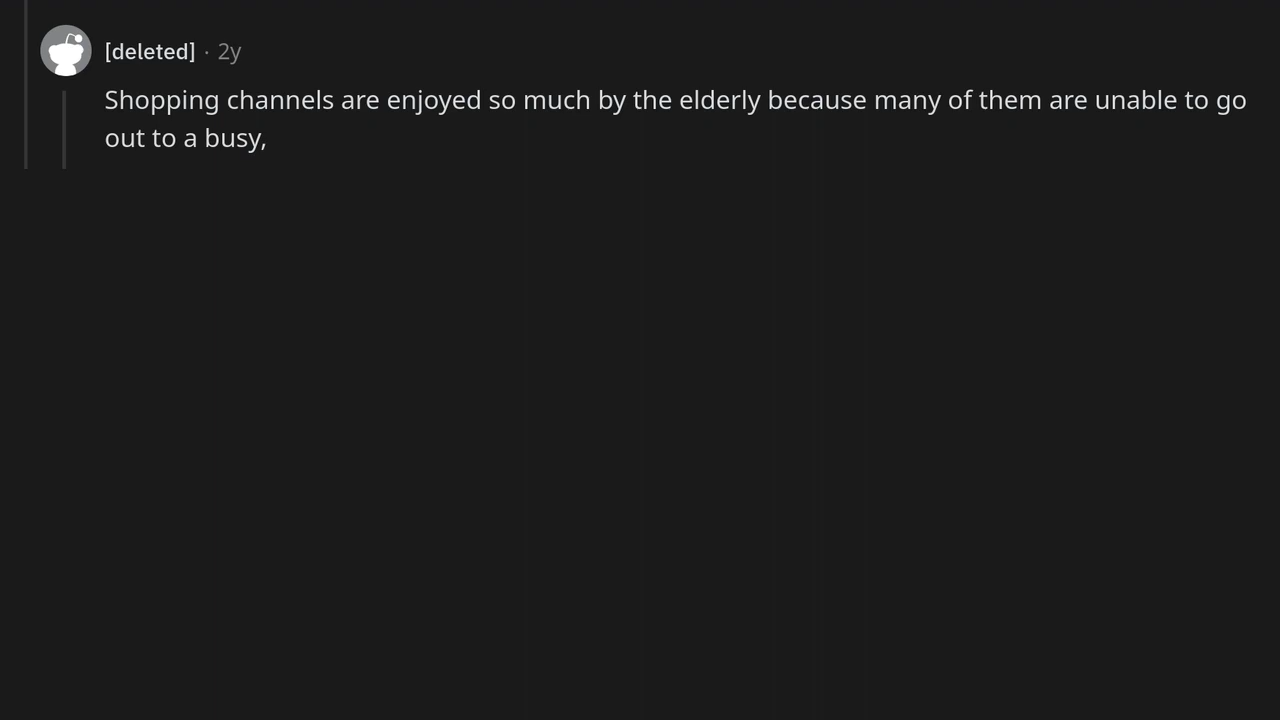 [deleted] · 2y
Shopping channels are enjoyed so much by the elderly because many of them are unable to go
out to a busy,